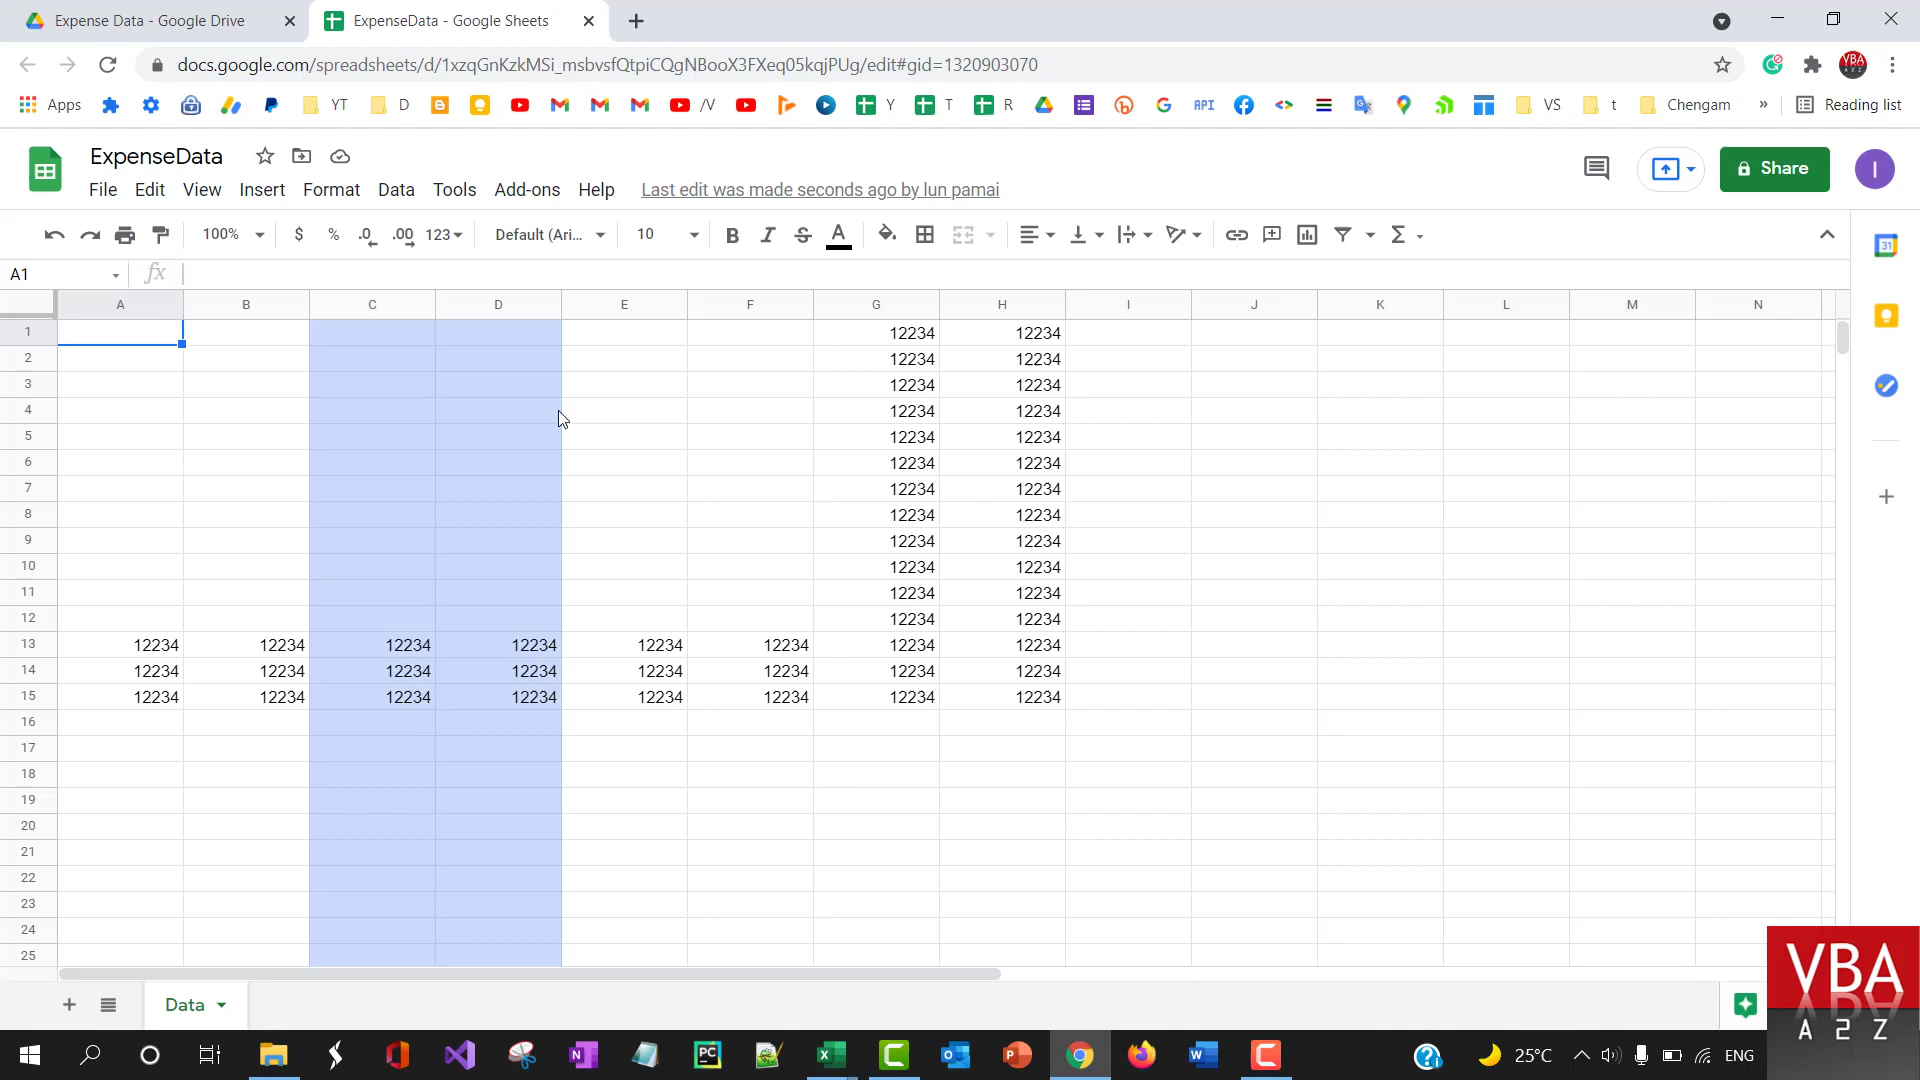 Expense Data - Google Drive
ExpenseData - Google Sheets
docs.google.com/spreadsheets/d/1xzqGnKzkMSi_msbvsfQtpiCQgNBooX3FXeq05kqjPUg/edit#gid=1320903070
Apps YT D /V Y T R API VS t Chengam » Reading list
ExpenseData
File Edit View Insert Format Data Tools Add-ons Help Last edit was made seconds ago by lun pamai
Share
I
100% $ % .0 .00 123 Default (Ari... 10 B I S A Σ
A1 fx
A B C D E F G H I J K L M N
1 12234 12234
2 12234 12234
3 12234 12234
4 12234 12234
5 12234 12234
6 12234 12234
7 12234 12234
8 12234 12234
9 12234 12234
10 12234 12234
11 12234 12234
12 12234 12234
13 12234 12234 12234 12234 12234 12234 12234 12234
14 12234 12234 12234 12234 12234 12234 12234 12234
15 12234 12234 12234 12234 12234 12234 12234 12234
16
17
18
19
20
21
22
23
24
25
Data
VBA
A 2 Z
25°C ENG